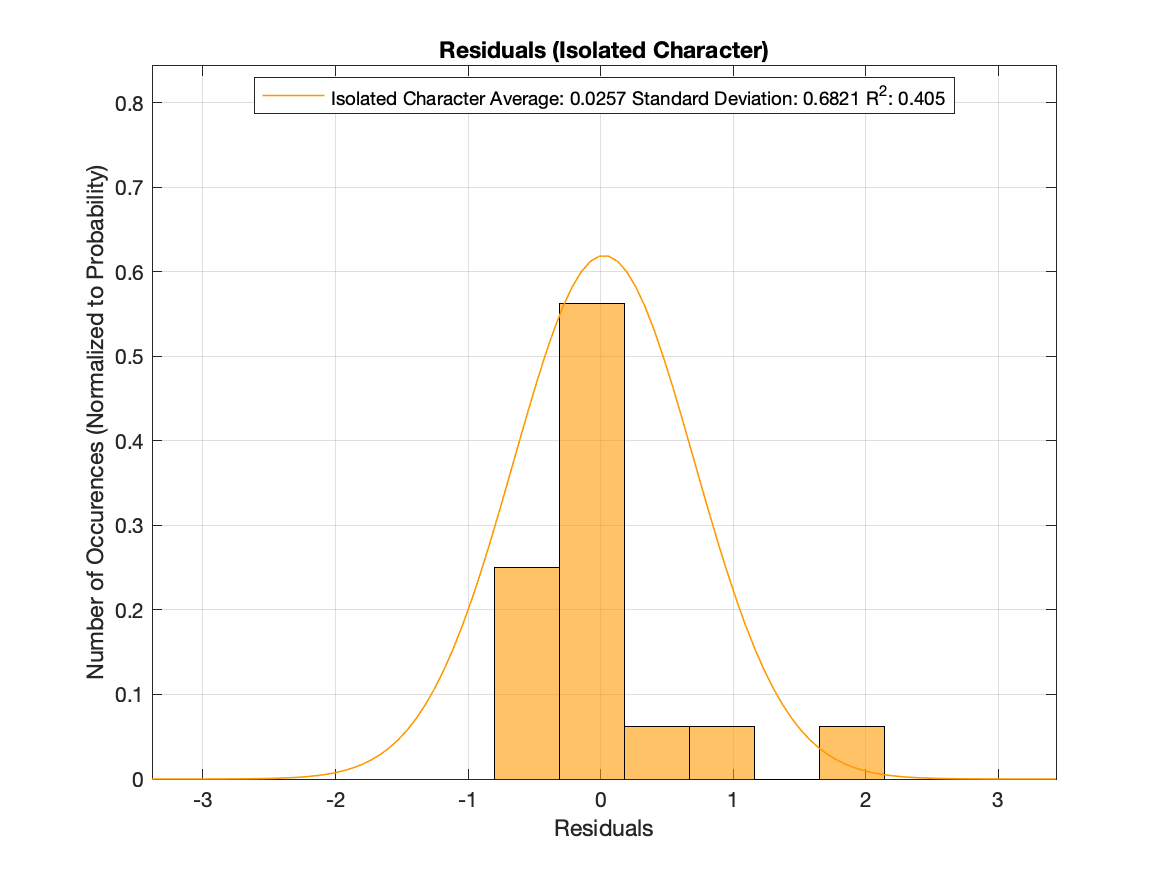 Residuals (Isolated Character)
Isolated Character Average: 0.0257 Standard Deviation: 0.6821 R²: 0.405
Number of Occurences (Normalized to Probability)
0.8
0.7
0.6
0.5
0.4
0.3
0.2
0.1
0
-3 -2 -1 0 1 2 3
Residuals